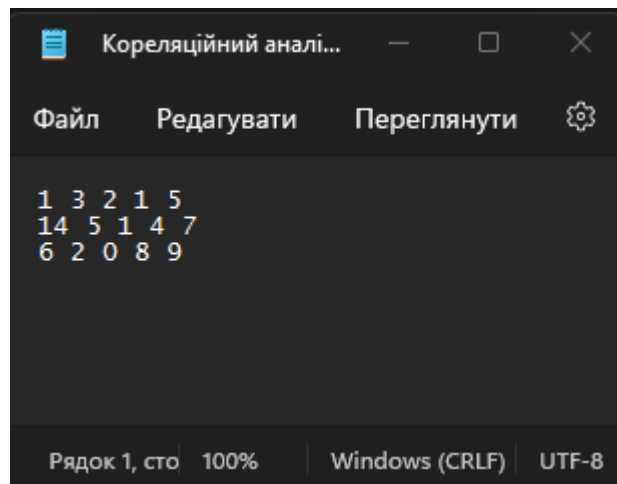 Кореляційний аналі...
Файл Редагувати Переглянути
1 3 2 1 5
14 5 1 4 7
6 2 0 8 9
Рядок 1, сто 100% Windows (CRLF) UTF-8